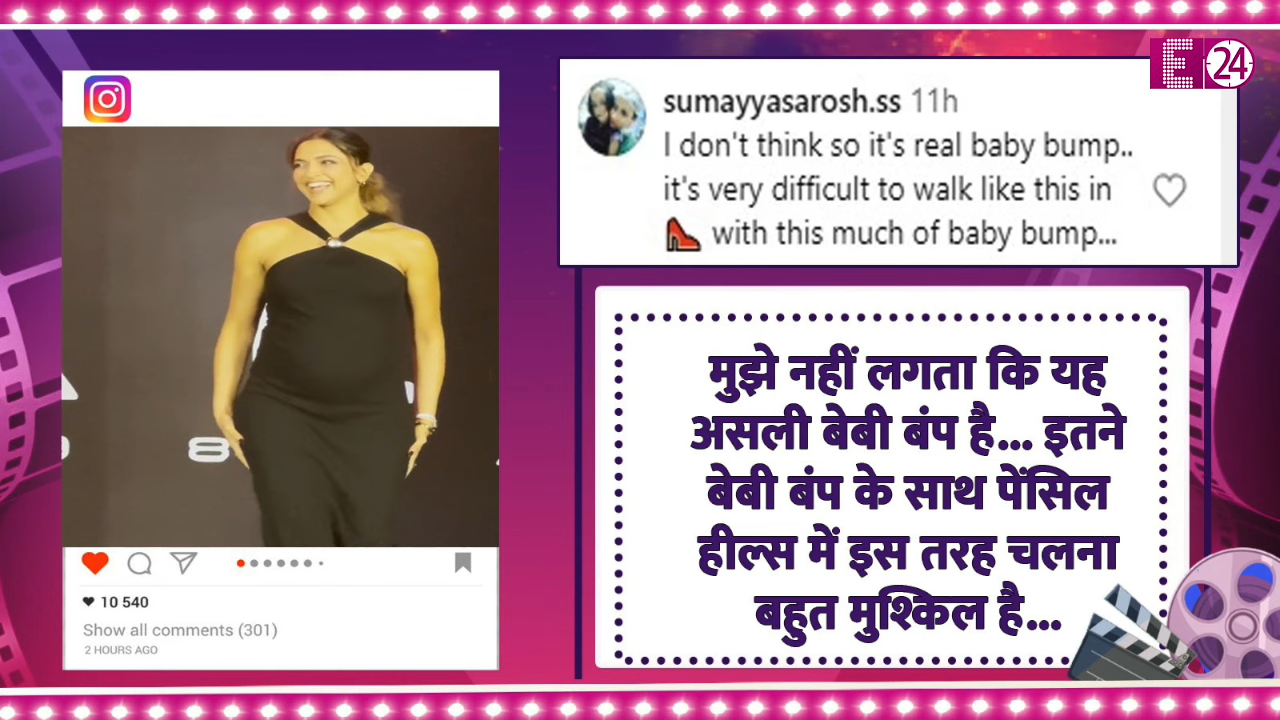 E 24
sumayyasarosh.ss 11h
I don't think so it's real baby bump..
it's very difficult to walk like this in
👠 with this much of baby bump...
मुझे नहीं लगता कि यह
असली बेबी बंप है... इतने
बेबी बंप के साथ पेंसिल
हील्स में इस तरह चलना
बहुत मुश्किल है...
8
10 540
Show all comments (301)
2 HOURS AGO